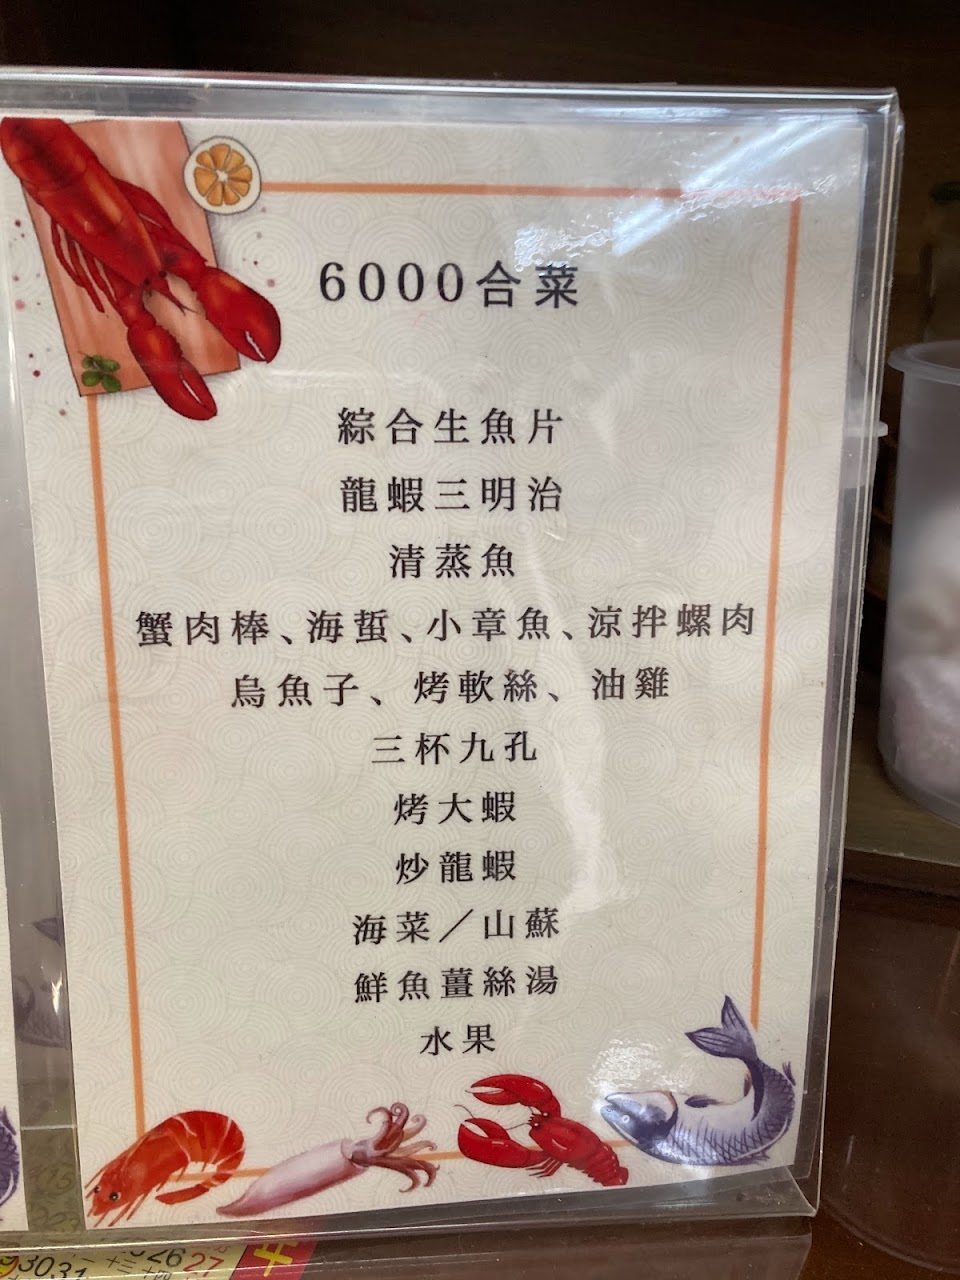 6000合菜
綜合生魚片
龍蝦三明治
清蒸魚
蟹肉棒、海蜇、小章魚、涼拌螺肉
烏魚子、烤軟絲、油雞
三杯九孔
烤大蝦
炒龍蝦
海菜／山蘇
鮮魚薑絲湯
水果